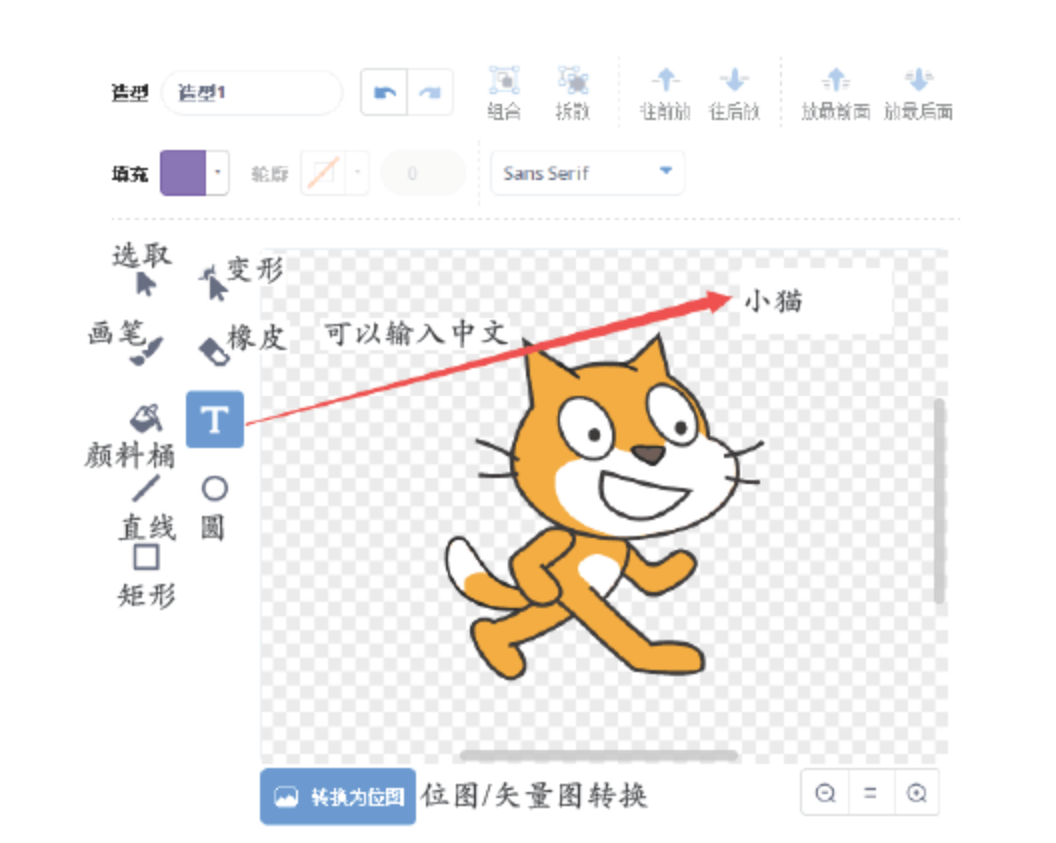 造型 造型1
组合 拆散 往前放 往后放 放最前面 放最后面
填充 轮廓 0 Sans Serif
选取 变形
小猫
画笔 橡皮 可以输入中文
T
颜料桶
直线 圆
矩形
转换为位图 位图/矢量图转换